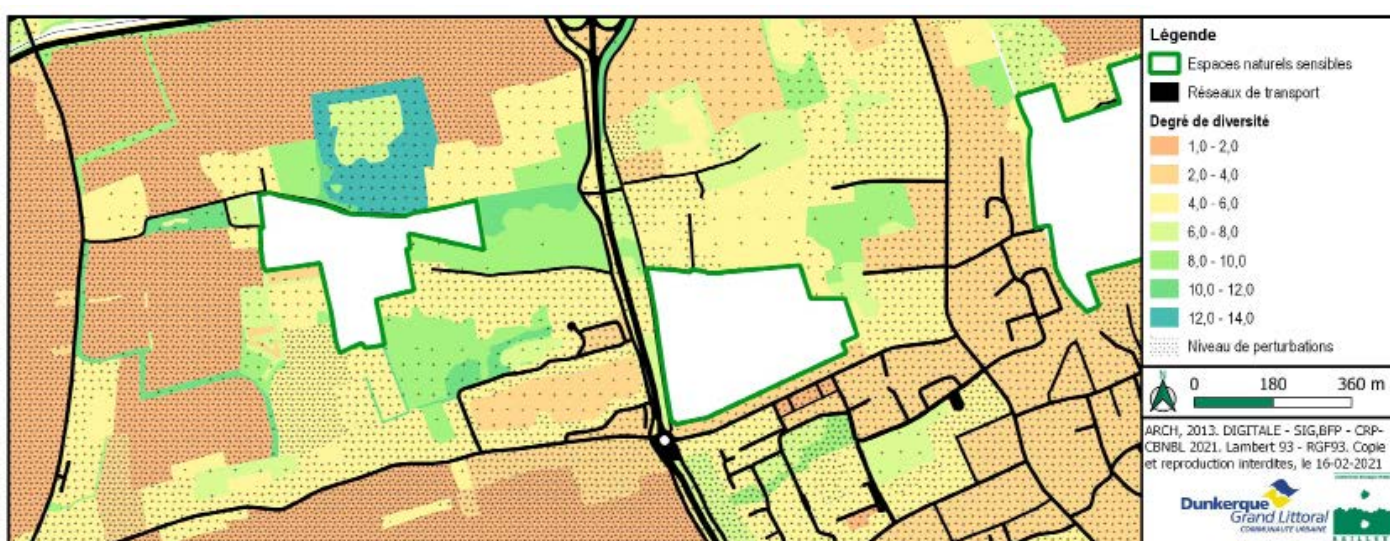 Légende
Espaces naturels sensibles
Réseaux de transport
Degré de diversité
1,0 - 2,0
2,0 - 4,0
4,0 - 6,0
6,0 - 8,0
8,0 - 10,0
10,0 - 12,0
12,0 - 14,0
Niveau de perturbations
N
0 180 360 m
ARCH, 2013. DIGITALE - SIG,BFP - CRP-
CBNBL 2021. Lambert 93 - RGF93. Copie
et reproduction interdites, le 16-02-2021
Dunkerque
Grand Littoral
COMMUNAUTE URBAINE
BAILLEUL